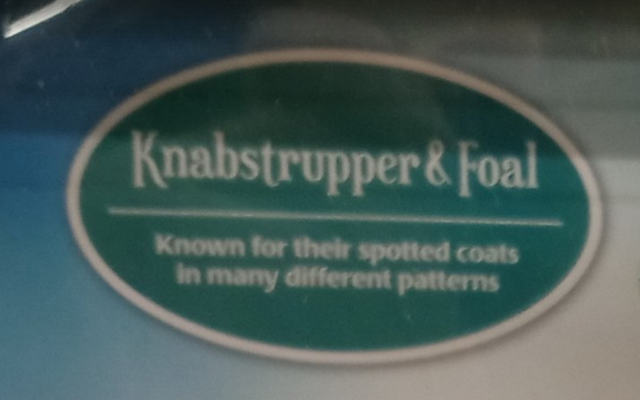 Knabstrupper & Foal
Known for their spotted coats
in many different patterns